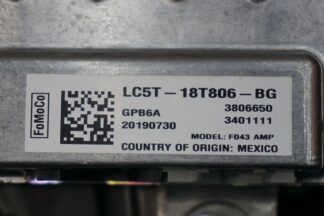 FoMoCo
LC5T-18T806-BG
GPB6A 3806650
20190730 3401111
MODEL: F043 AMP
COUNTRY OF ORIGIN: MEXICO